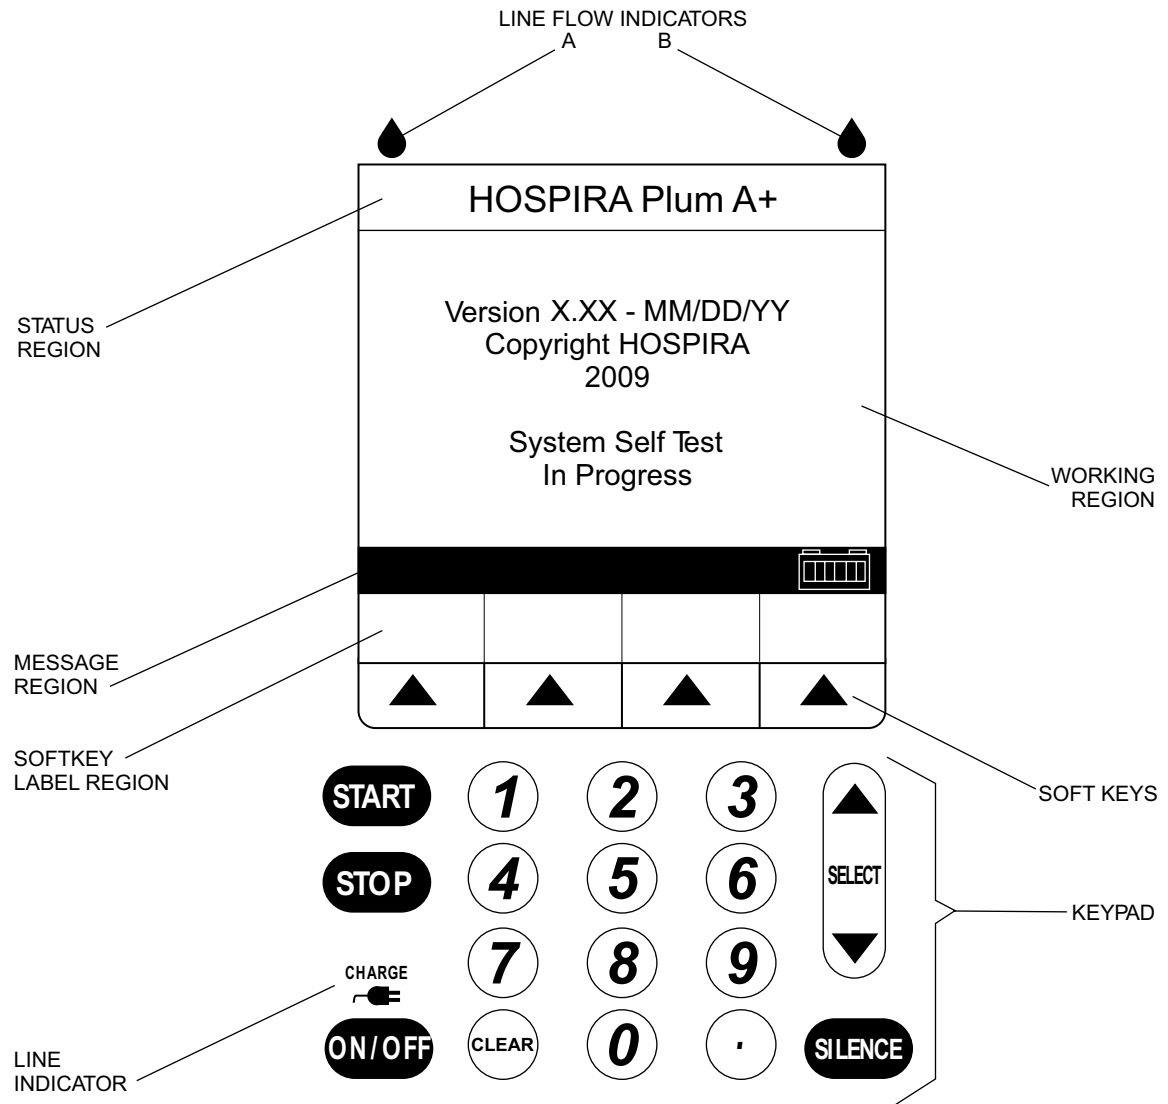 LINE FLOW INDICATORS
A B
HOSPIRA Plum A+
STATUS
REGION
Version X.XX - MM/DD/YY
Copyright HOSPIRA
2009
System Self Test
In Progress
WORKING
REGION
MESSAGE
REGION
SOFTKEY
LABEL REGION
SOFT KEYS
START 1 2 3
STOP 4 5 6 SELECT
KEYPAD
CHARGE 7 8 9
ON/OFF CLEAR 0 . SILENCE
LINE
INDICATOR